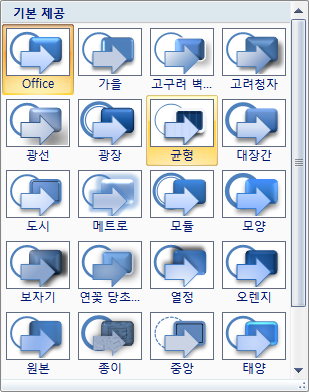 기본 제공
Office 가을 고구려 벽... 고려청자
광선 광장 균형 대장간
도시 메트로 모듈 모양
보자기 연꽃 당초... 열정 오렌지
원본 종이 중앙 태양